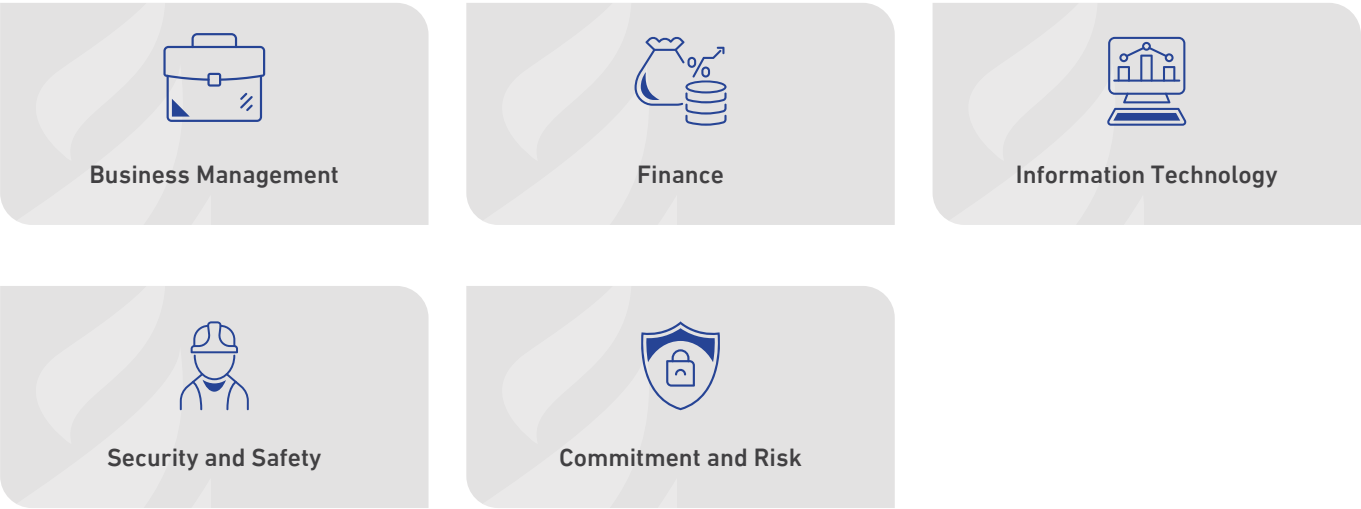 Business Management
Finance
Information Technology
Security and Safety
Commitment and Risk